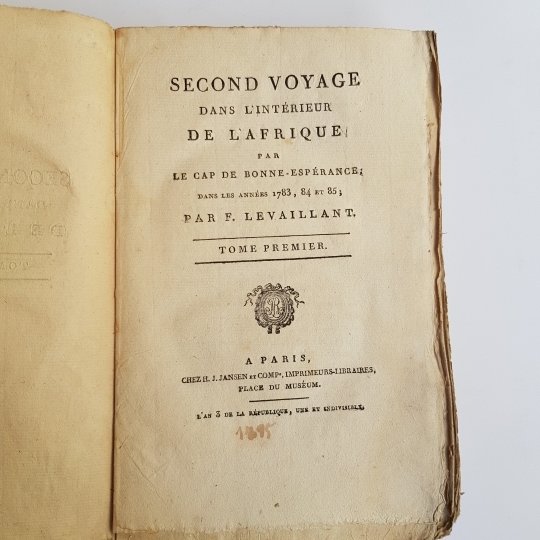 SECOND VOYAGE
DANS L'INTÉRIEUR
DE L'AFRIQUE,
PAR
LE CAP DE BONNE-ESPÉRANCE;
DANS LES ANNÉES 1783, 84 ET 85;
PAR F. LEVAILLANT.
TOME PREMIER.
A PARIS,
CHEZ H. J. JANSEN ET COMPe, IMPRIMEURS-LIBRAIRES,
PLACE DU MUSÉUM.
L'AN 3 DE LA RÉPUBLIQUE, UNE ET INDIVISIBLE,